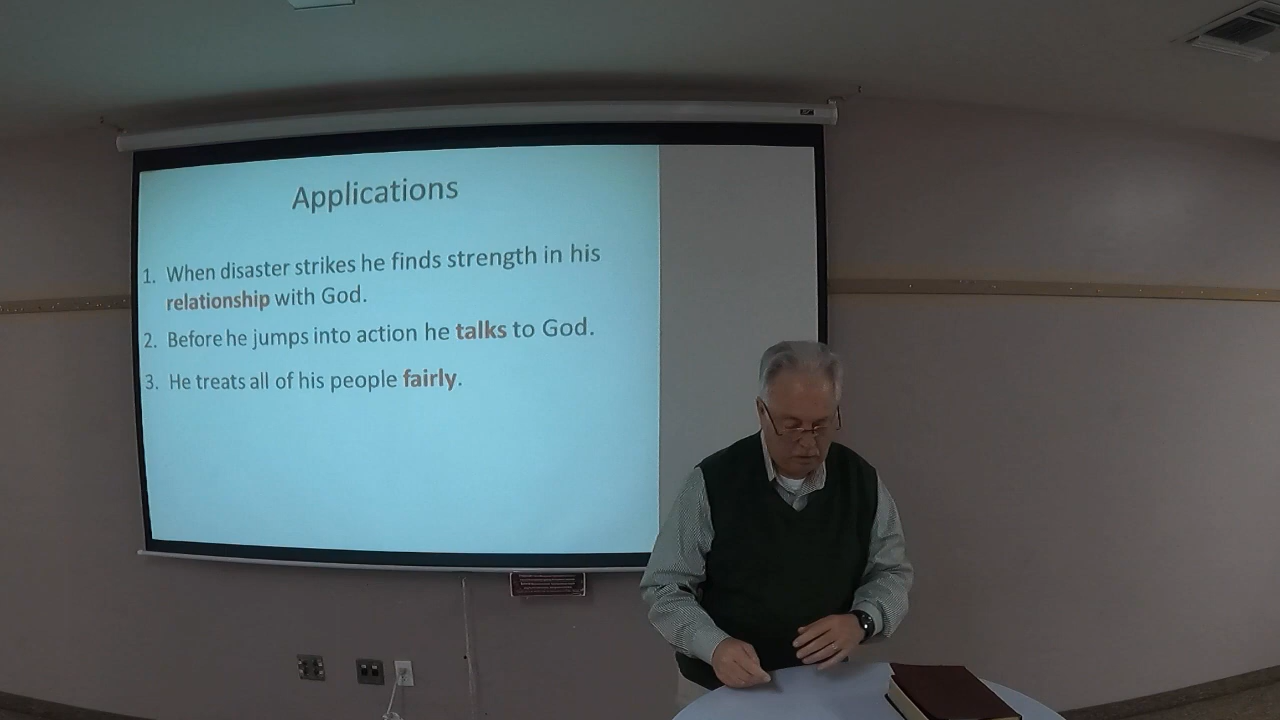 Applications
1. When disaster strikes he finds strength in his
relationship with God.
2. Before he jumps into action he talks to God.
3. He treats all of his people fairly.